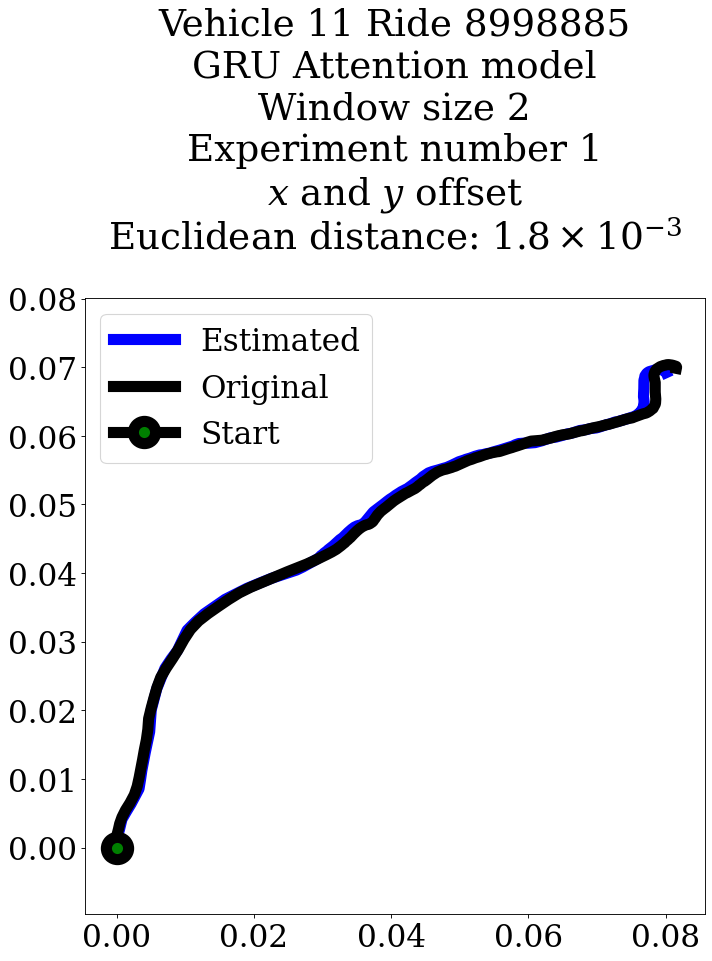 Vehicle 11 Ride 8998885
GRU Attention model
Window size 2
Experiment number 1
x and y offset
Euclidean distance: 1.8 × 10⁻³
Estimated
Original
Start
0.08
0.07
0.06
0.05
0.04
0.03
0.02
0.01
0.00
0.00 0.02 0.04 0.06 0.08